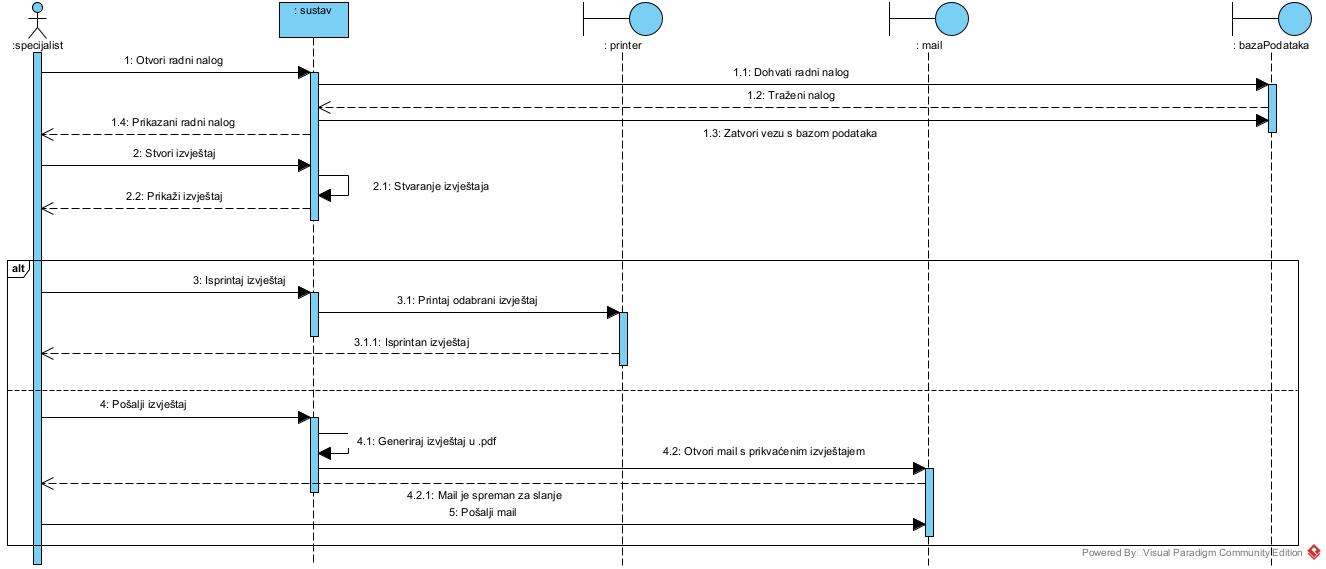 : sustav
:specijalist
: printer
: mail
: bazaPodataka
1: Otvori radni nalog
1.1: Dohvati radni nalog
1.2: Traženi nalog
1.4: Prikazani radni nalog
1.3: Zatvori vezu s bazom podataka
2: Stvori izvještaj
2.1: Stvaranje izvještaja
2.2: Prikaži izvještaj
alt
3: Isprintaj izvještaj
3.1: Printaj odabrani izvještaj
3.1.1: Isprintan izvještaj
4: Pošalji izvještaj
4.1: Generiraj izvještaj u .pdf
4.2: Otvori mail s prikvaćenim izvještajem
4.2.1: Mail je spreman za slanje
5: Pošalji mail
Powered By Visual Paradigm Community Edition